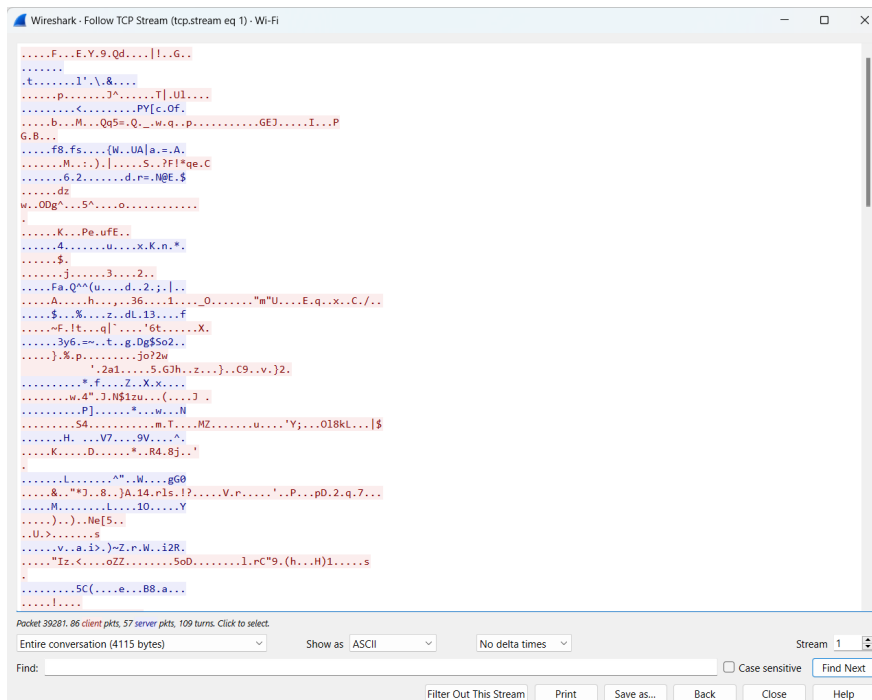 Wireshark · Follow TCP Stream (tcp.stream eq 1) · Wi-Fi
.....F...E.Y.9.Qd....|!..G..
.......
.t.......l'.\.&....
......p.......J^......T|.Ul....
.........<.........PY[c.Of.
.....b...M...Qq5=.Q._.w.q..p...........GEJ.....I...P
G.B...
.....f8.fs....{W..UA|a.=.A.
.......M..:.).|.....S..?F!*qe.C
.......6.2.......d.r=.N@E.$
......dz
w..ODg^...5^....o............
.
......K...Pe.ufE..
......4.......u....x.K.n.*.
......$.
.......j......3....2..
.....Fa.Q^^(u....d..2.;.|..
.....A.....h...,..36....1...._O......."m"U....E.q..x..C./..
.....$...%....z..dL.13.....f
.....~F.!t...q|`....'6t......X.
......3y6.=~..t..g.Dg$So2..
.....}.%.p.........jo?2w
'.2a1.....5.GJh..z...}..C9..v.}2.
..........*.f....Z..X.x....
........w.4".J.N$1zu...(....J .
..........P]......*...w...N
.........S4...........m.T....MZ.......u....'Y;...Ol8kL...|$
.......H. ...V7....9V....^.
.....K.....D......*..R4.8j..'
.
.......L.......^"..W....gG0
.....&.."*J..8..}A.14.rls.!?.....V.r.....'..P...pD.2.q.7...
.....M........L....1O.....Y
.....)..)..Ne[5..
..U.>.......s
......v..a.i>.)~Z.r.W..i2R.
....."Iz.<....oZZ........5oD........l.rC"9.(h...H)1.....s
.
.........5C(....e...B8.a...
.....!....
Packet 39281. 86 client pkts, 57 server pkts, 109 turns. Click to select.
Entire conversation (4115 bytes) Show as ASCII No delta times Stream 1
Find: Case sensitive Find Next
Filter Out This Stream Print Save as... Back Close Help